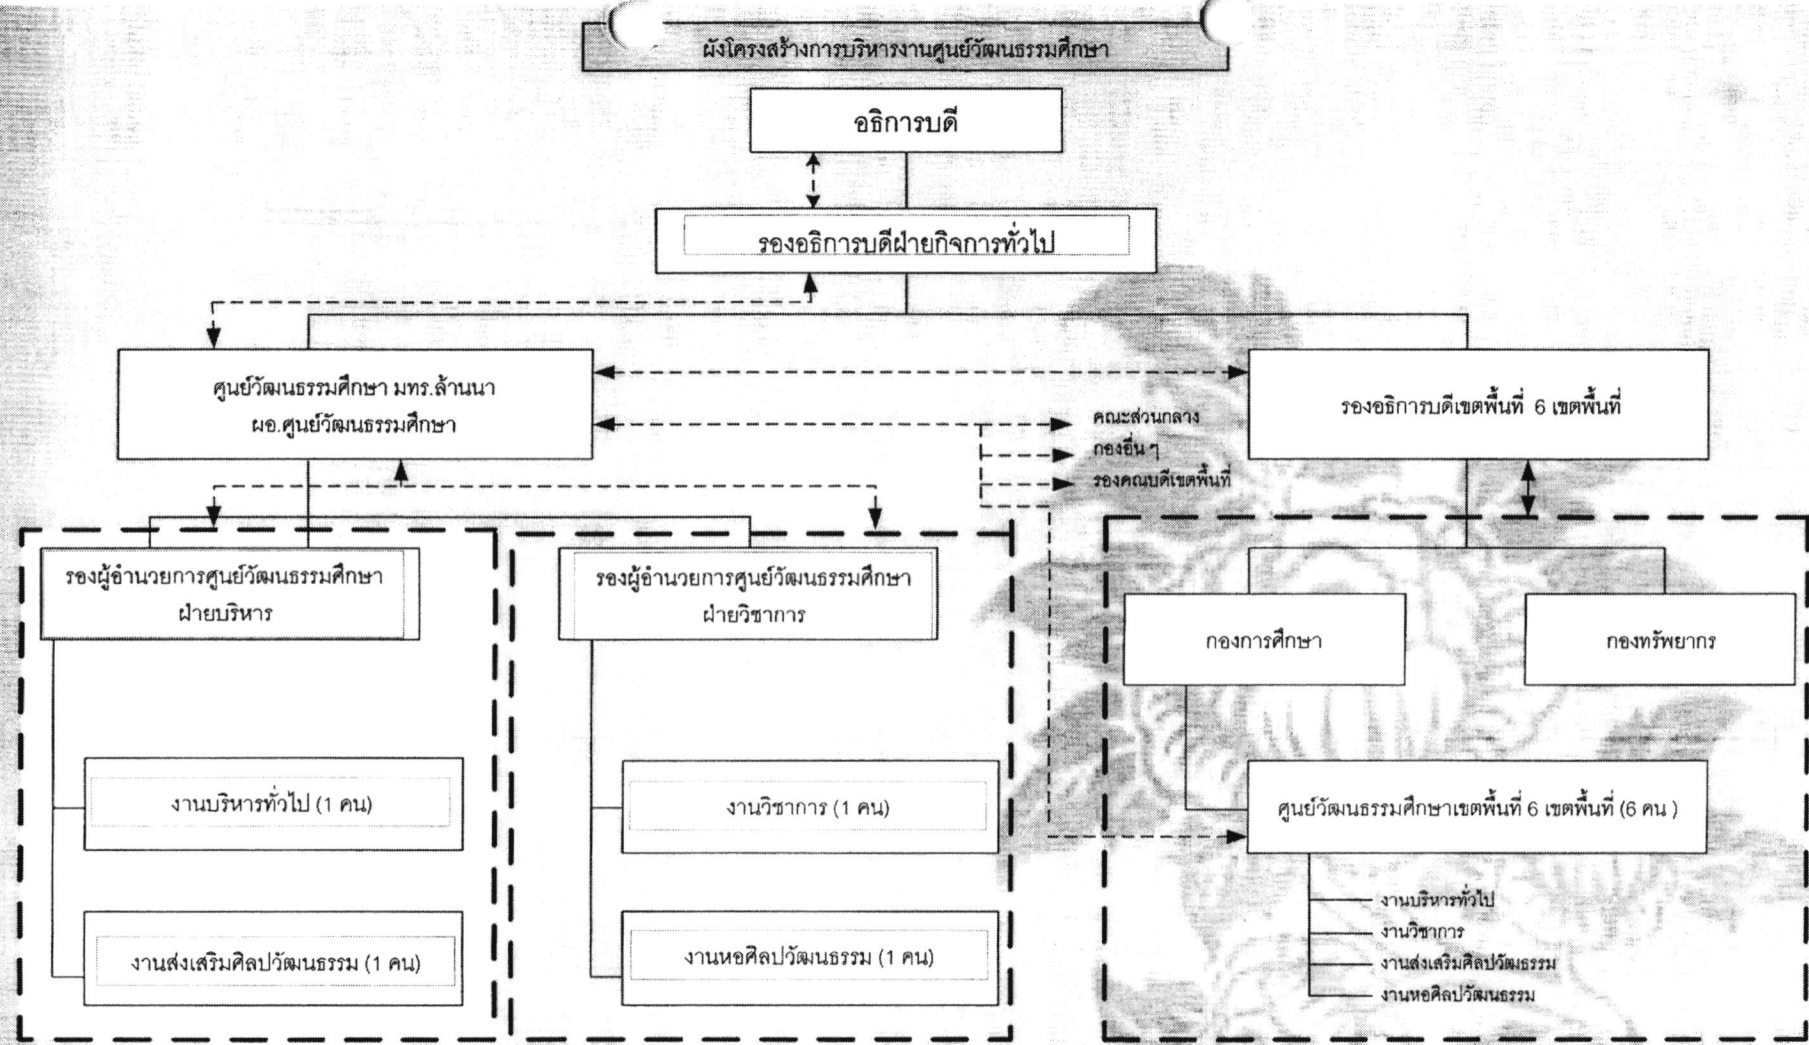 ผังโครงสร้างการบริหารงานศูนย์วัฒนธรรมศึกษา
อธิการบดี
รองอธิการบดีฝ่ายกิจการทั่วไป
ศูนย์วัฒนธรรมศึกษา มทร.ล้านนา
ผอ.ศูนย์วัฒนธรรมศึกษา
รองอธิการบดีเขตพื้นที่ 6 เขตพื้นที่
คณะส่วนกลาง
กองอื่น ๆ
รองคณบดีเขตพื้นที่
รองผู้อำนวยการศูนย์วัฒนธรรมศึกษา
ฝ่ายบริหาร
รองผู้อำนวยการศูนย์วัฒนธรรมศึกษา
ฝ่ายวิชาการ
กองการศึกษา
กองทรัพยากร
งานบริหารทั่วไป (1 คน)
งานวิชาการ (1 คน)
ศูนย์วัฒนธรรมศึกษาเขตพื้นที่ 6 เขตพื้นที่ (6 คน )
งานส่งเสริมศิลปวัฒนธรรม (1 คน)
งานหอศิลปวัฒนธรรม (1 คน)
งานบริหารทั่วไป
งานวิชาการ
งานส่งเสริมศิลปวัฒธรรม
งานหอศิลปวัฒนธรรม